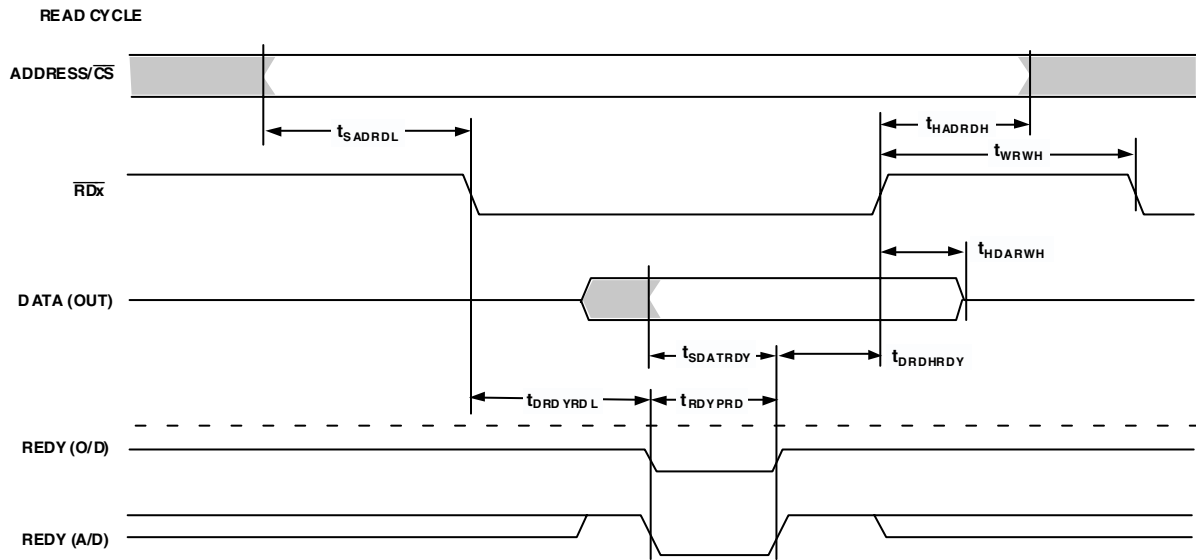 READ CYCLE
ADDRESS/CS
tSADRDL
tHADRDH
tWRWH
RDx
tHDARWH
DATA (OUT)
tSDATRDY
tDRDHRDY
tDRDYRDL
tRDYPRD
REDY (O/D)
REDY (A/D)